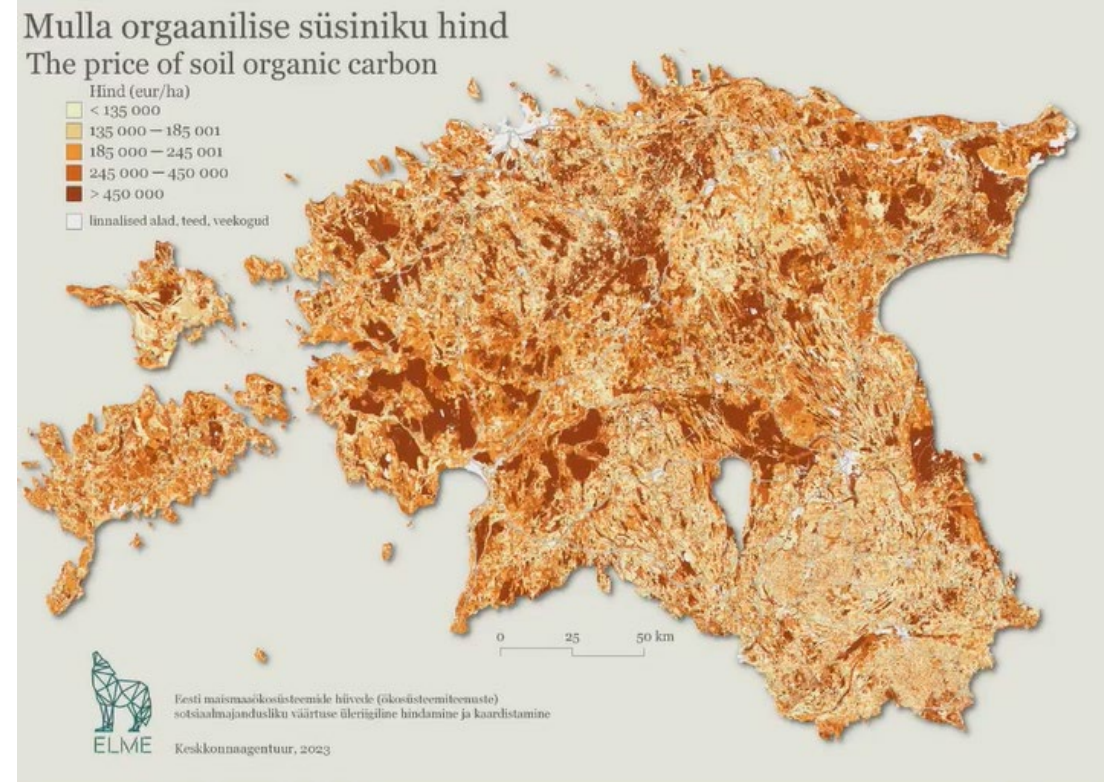 Mulla orgaanilise süsiniku hind
The price of soil organic carbon
Hind (eur/ha)
< 135 000
135 000 — 185 001
185 000 — 245 001
245 000 — 450 000
> 450 000
linnalised alad, teed, veekogud
0 25 50 km
Eesti maismaaökosüsteemide hüvede (ökosüsteemiteenuste)
sotsiaalmajandusliku väärtuse üleriigiline hindamine ja kaardistamine
ELME
Keskkonnaagentuur, 2023